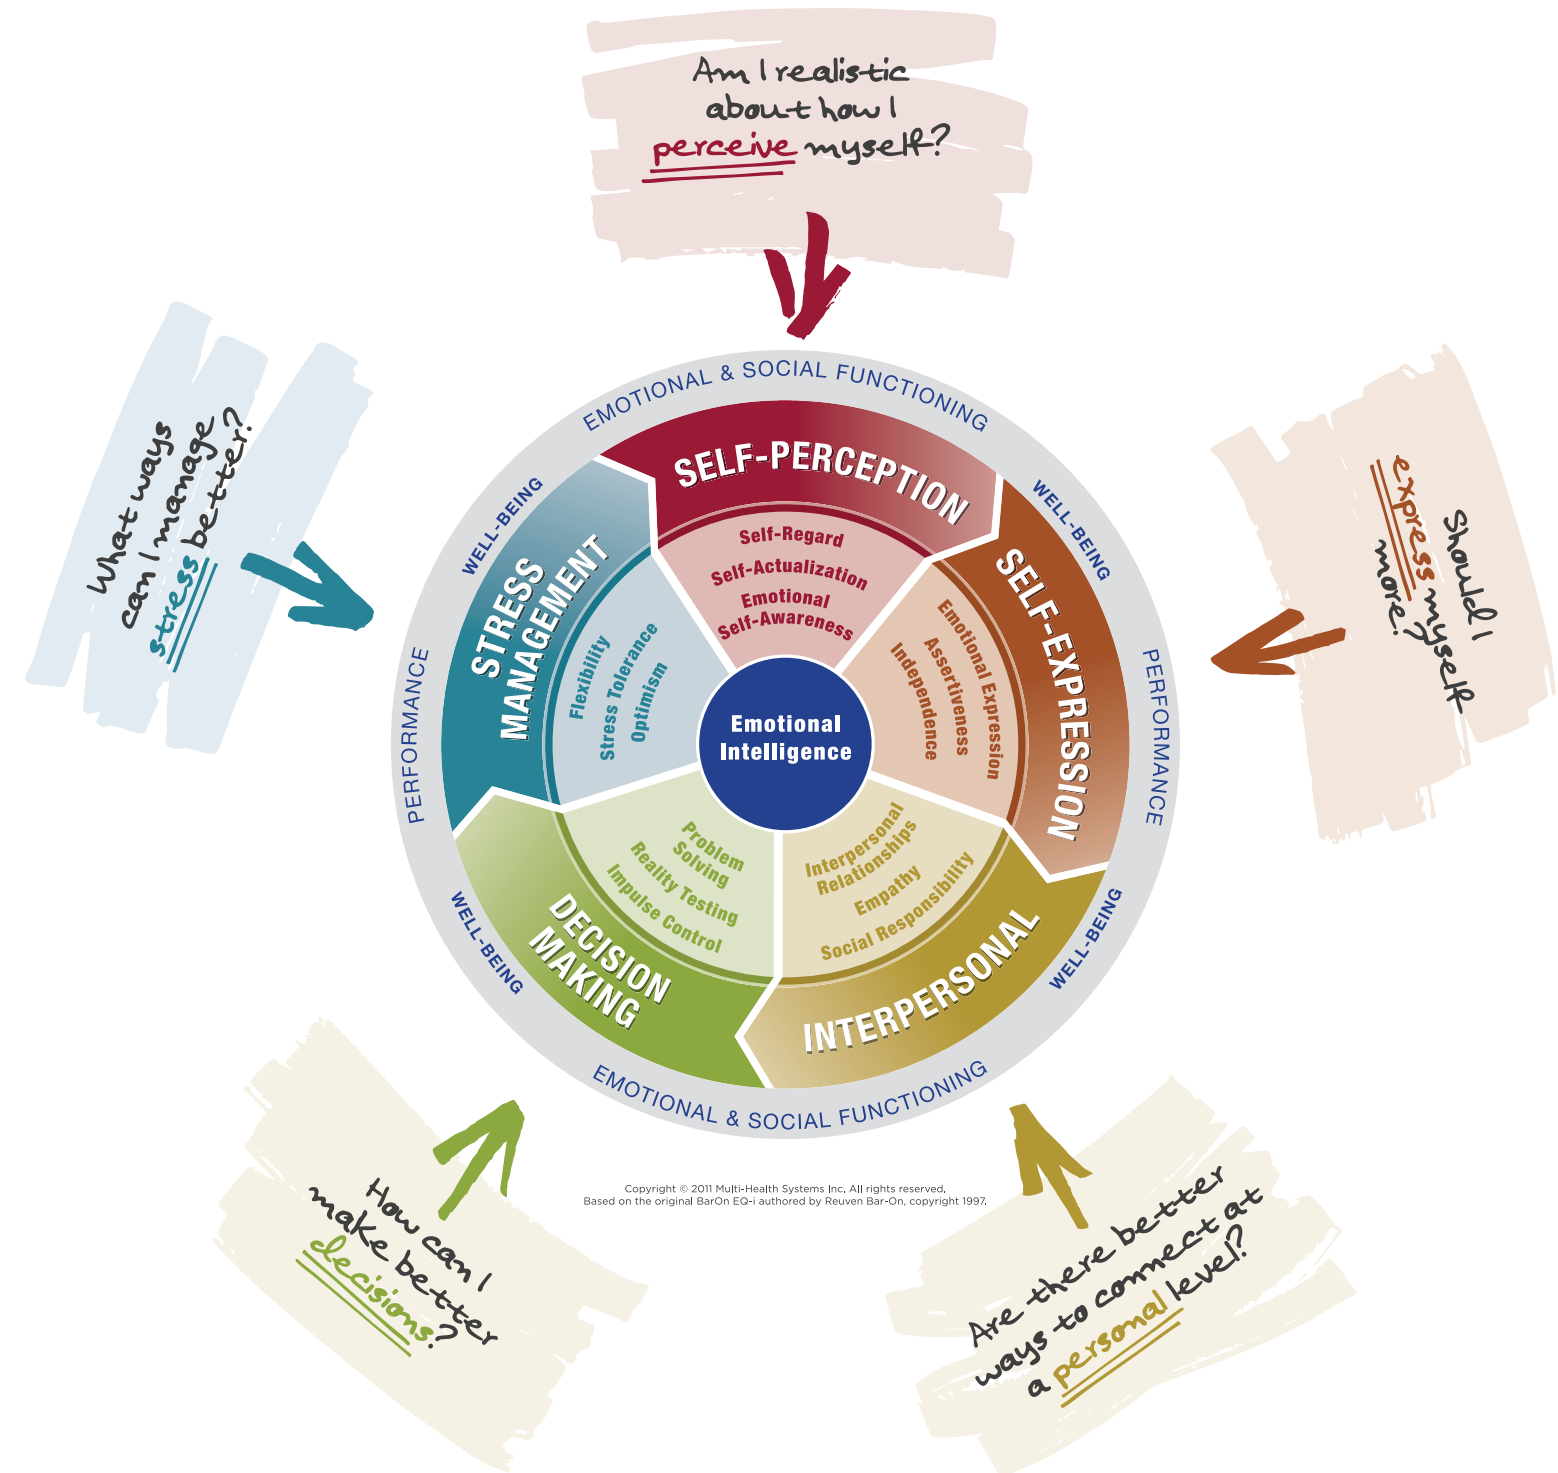 Am I realistic
about how I
perceive myself?
What ways
can I manage
stress better?
Should I
express myself
more?
EMOTIONAL & SOCIAL FUNCTIONING
WELL-BEING
WELL-BEING
PERFORMANCE
PERFORMANCE
SELF-PERCEPTION
Self-Regard
Self-Actualization
Emotional
Self-Awareness
SELF-EXPRESSION
Emotional Expression
Assertiveness
Independence
STRESS
MANAGEMENT
Flexibility
Stress Tolerance
Optimism
Emotional
Intelligence
INTERPERSONAL
Interpersonal
Relationships
Empathy
Social Responsibility
DECISION
MAKING
Problem
Solving
Reality Testing
Impulse Control
WELL-BEING
WELL-BEING
EMOTIONAL & SOCIAL FUNCTIONING
Copyright © 2011 Multi-Health Systems Inc. All rights reserved.
Based on the original BarOn EQ-i authored by Reuven Bar-On, copyright 1997.
How can I
make better
decisions?
Are there better
ways to connect at
a personal level?